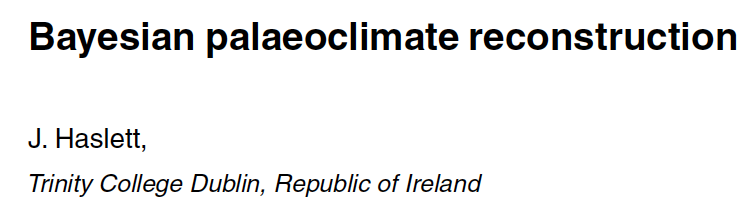 Bayesian palaeoclimate reconstruction
J. Haslett,
Trinity College Dublin, Republic of Ireland